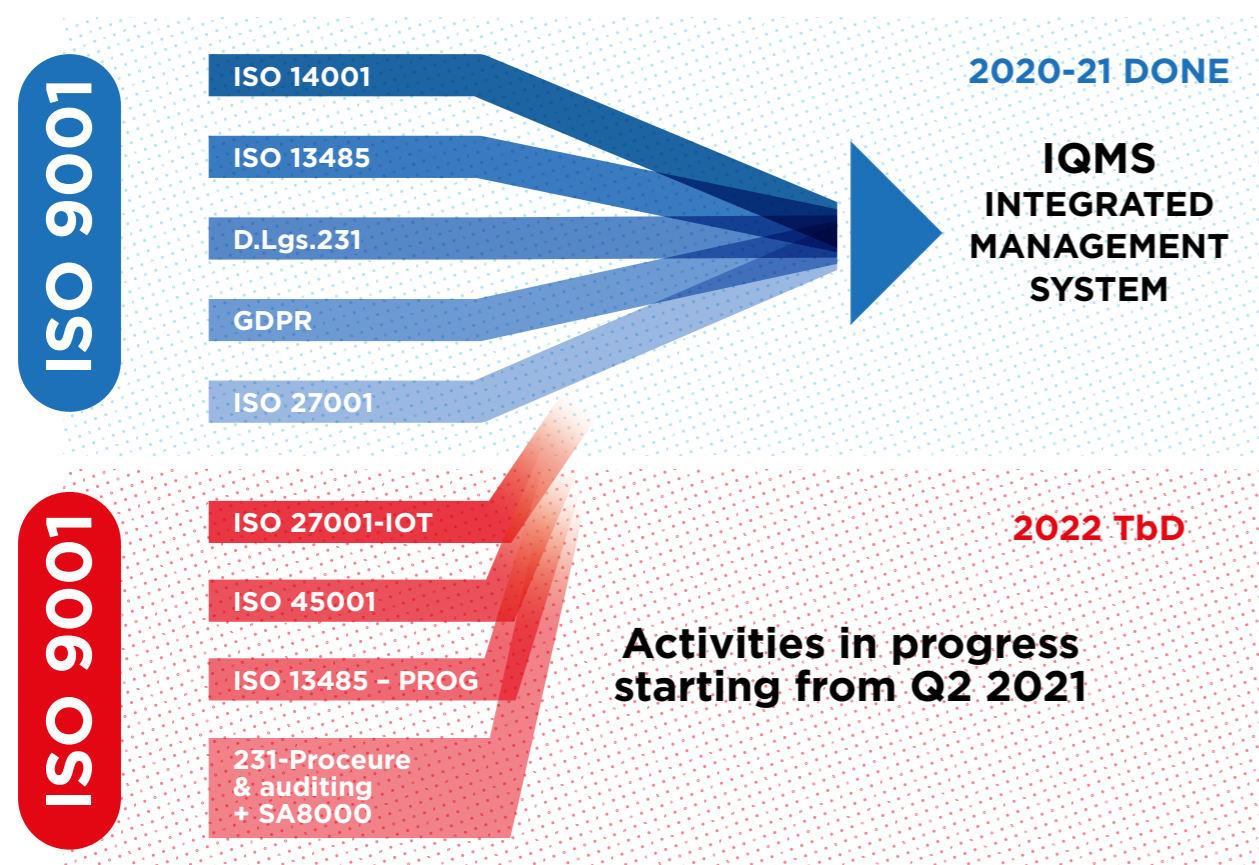 ISO 9001
ISO 14001
ISO 13485
D.Lgs.231
GDPR
ISO 27001
2020-21 DONE
IQMS
INTEGRATED
MANAGEMENT
SYSTEM
ISO 9001
ISO 27001-IOT
ISO 45001
ISO 13485 – PROG
231-Proceure
& auditing
+ SA8000
2022 TbD
Activities in progress
starting from Q2 2021